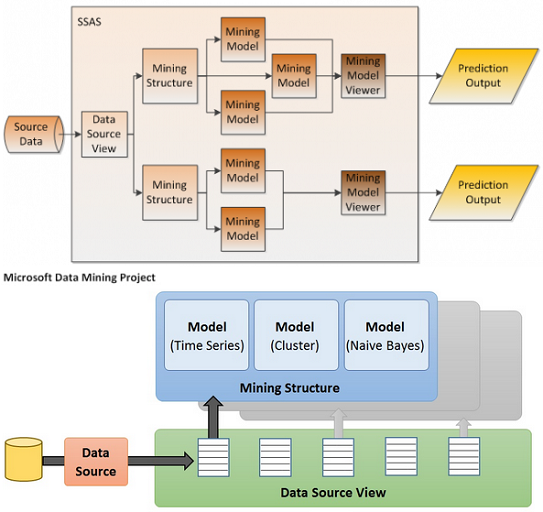 SSAS
Mining
Model
Mining
Structure
Mining
Model
Mining
Model
Viewer
Prediction
Output
Mining
Model
Source
Data
Data
Source
View
Mining
Structure
Mining
Model
Mining
Model
Mining
Model
Viewer
Prediction
Output
Microsoft Data Mining Project
Model
(Time Series)
Model
(Cluster)
Model
(Naive Bayes)
Mining Structure
Data
Source
Data Source View